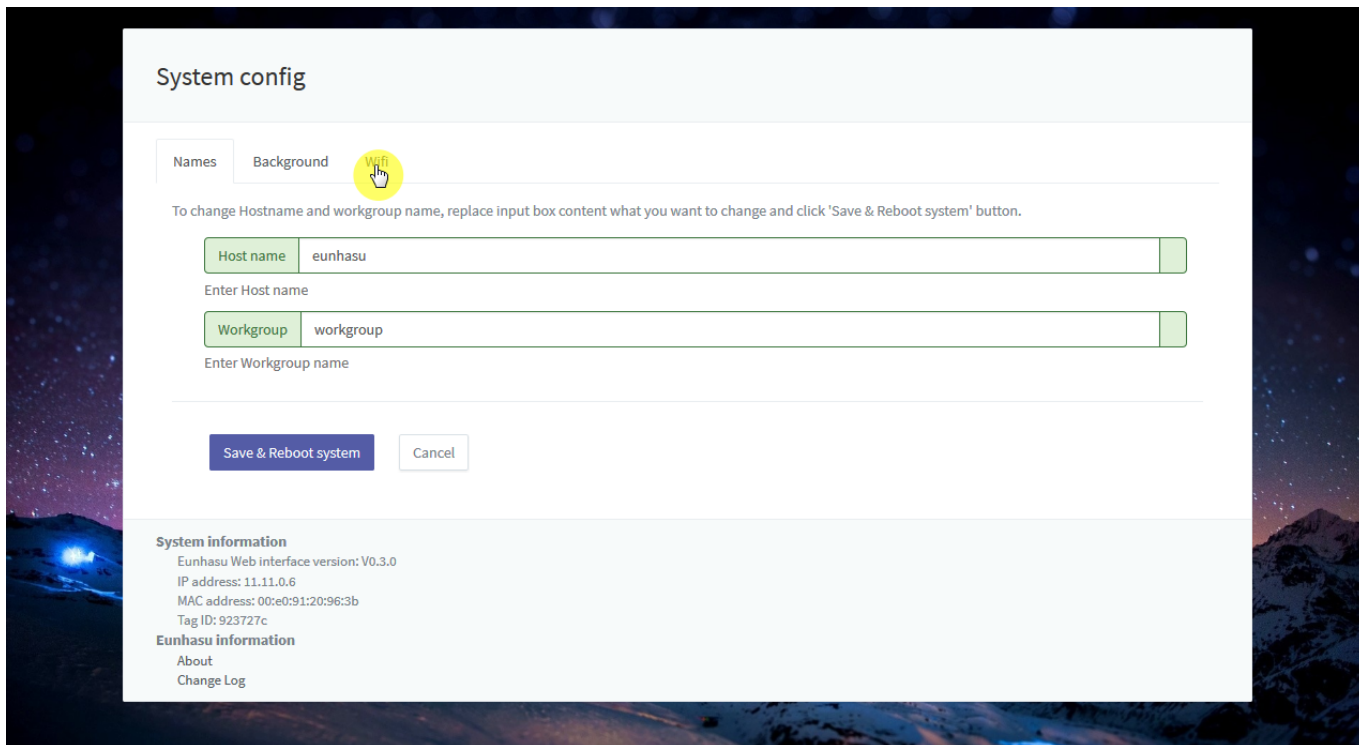 System config
Names Background Wifi
To change Hostname and workgroup name, replace input box content what you want to change and click 'Save & Reboot system' button.
Host name eunhasu
Enter Host name
Workgroup workgroup
Enter Workgroup name
Save & Reboot system Cancel
System information
Eunhasu Web interface version: V0.3.0
IP address: 11.11.0.6
MAC address: 00:e0:91:20:96:3b
Tag ID: 923727c
Eunhasu information
About
Change Log